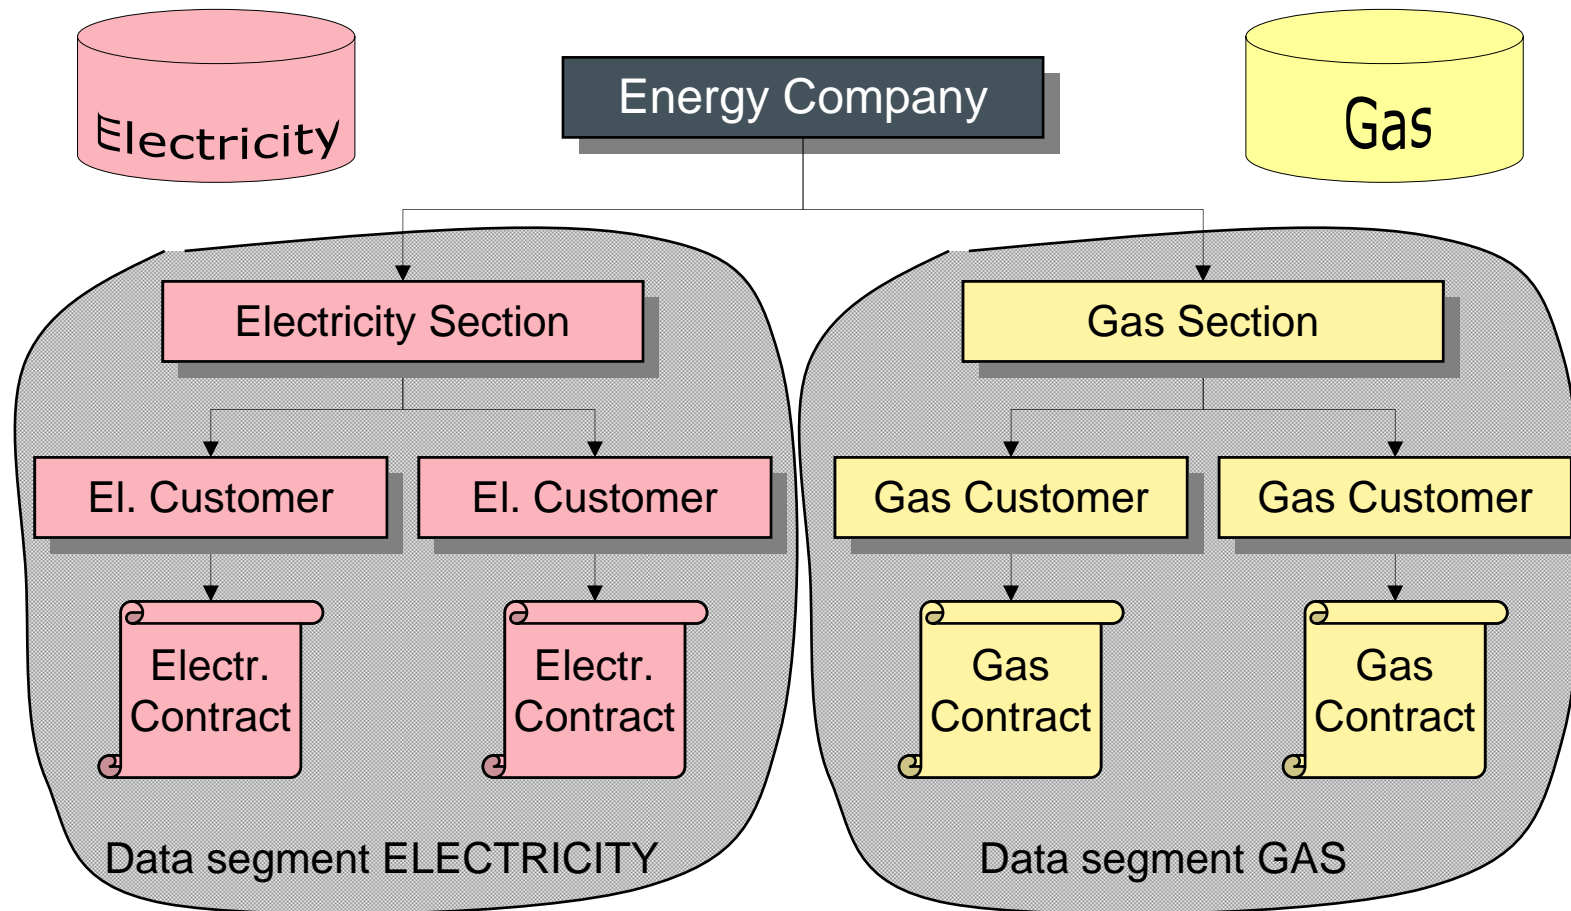 Electricity
Energy Company
Gas
Electricity Section
Gas Section
El. Customer
El. Customer
Gas Customer
Gas Customer
Electr.
Contract
Electr.
Contract
Gas
Contract
Gas
Contract
Data segment ELECTRICITY
Data segment GAS